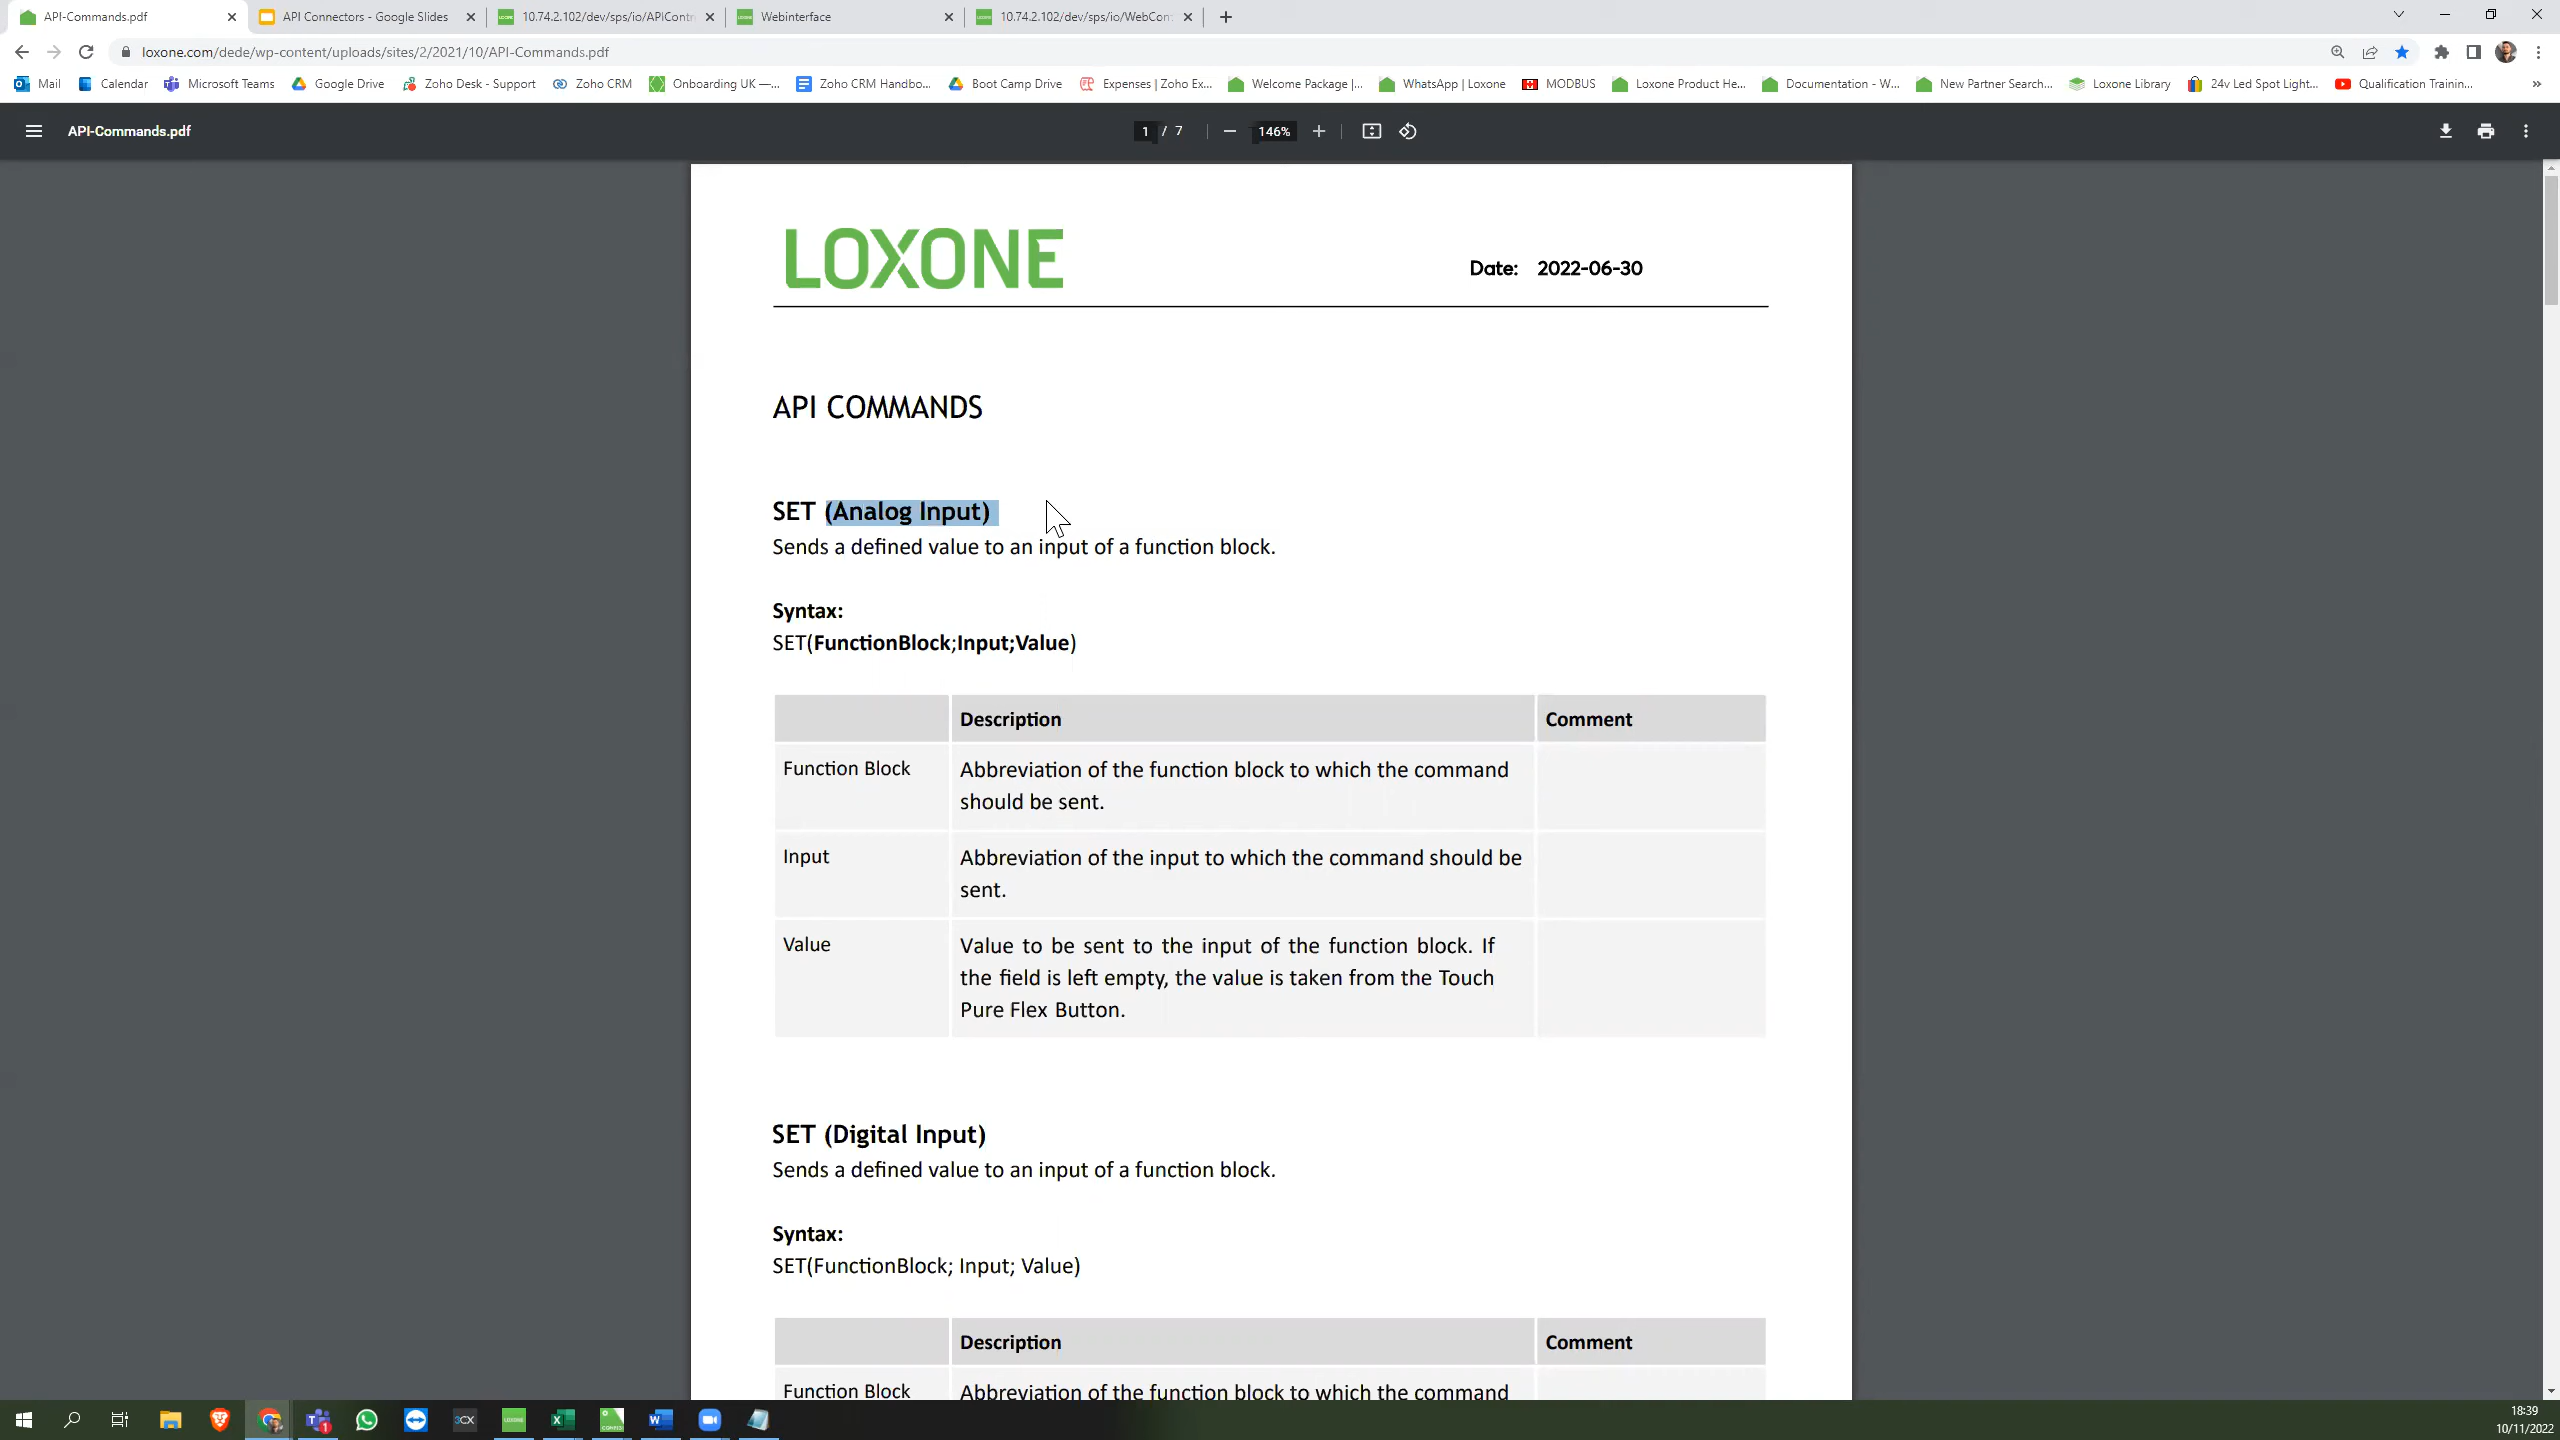 API-Commands.pdf
API Connectors - Google Slides
10.74.2.102/dev/sps/io/APIContr
Webinterface
10.74.2.102/dev/sps/io/WebCon
loxone.com/dede/wp-content/uploads/sites/2/2021/10/API-Commands.pdf
Mail
Calendar
Microsoft Teams
Google Drive
Zoho Desk - Support
Zoho CRM
Onboarding UK —...
Zoho CRM Handbo...
Boot Camp Drive
Expenses | Zoho Ex...
Welcome Package |...
WhatsApp | Loxone
MODBUS
Loxone Product He...
Documentation - W...
New Partner Search...
Loxone Library
24v Led Spot Light...
Qualification Trainin...
»
API-Commands.pdf
1 / 7
146%
LOXONE
Date: 2022-06-30
API COMMANDS
SET (Analog Input)
Sends a defined value to an input of a function block.
Syntax:
SET(FunctionBlock;Input;Value)
Description
Comment
Function Block
Abbreviation of the function block to which the command
should be sent.
Input
Abbreviation of the input to which the command should be
sent.
Value
Value to be sent to the input of the function block. If
the field is left empty, the value is taken from the Touch
Pure Flex Button.
SET (Digital Input)
Sends a defined value to an input of a function block.
Syntax:
SET(FunctionBlock; Input; Value)
Description
Comment
Function Block
Abbreviation of the function block to which the command
3CX
LOXONE
CONFIG
18:39
10/11/2022